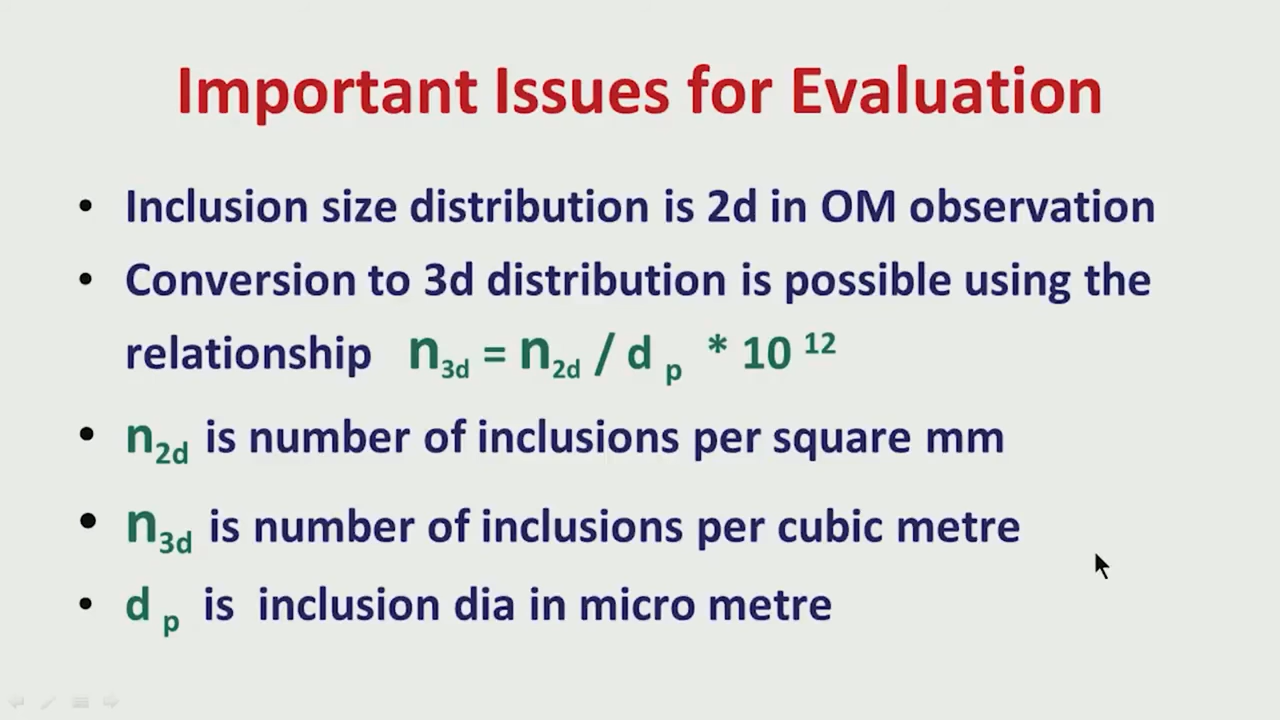 Important Issues for Evaluation
• Inclusion size distribution is 2d in OM observation
• Conversion to 3d distribution is possible using the
relationship n3d = n2d / d p * 10 12
• n2d is number of inclusions per square mm
• n3d is number of inclusions per cubic metre
• d p is inclusion dia in micro metre